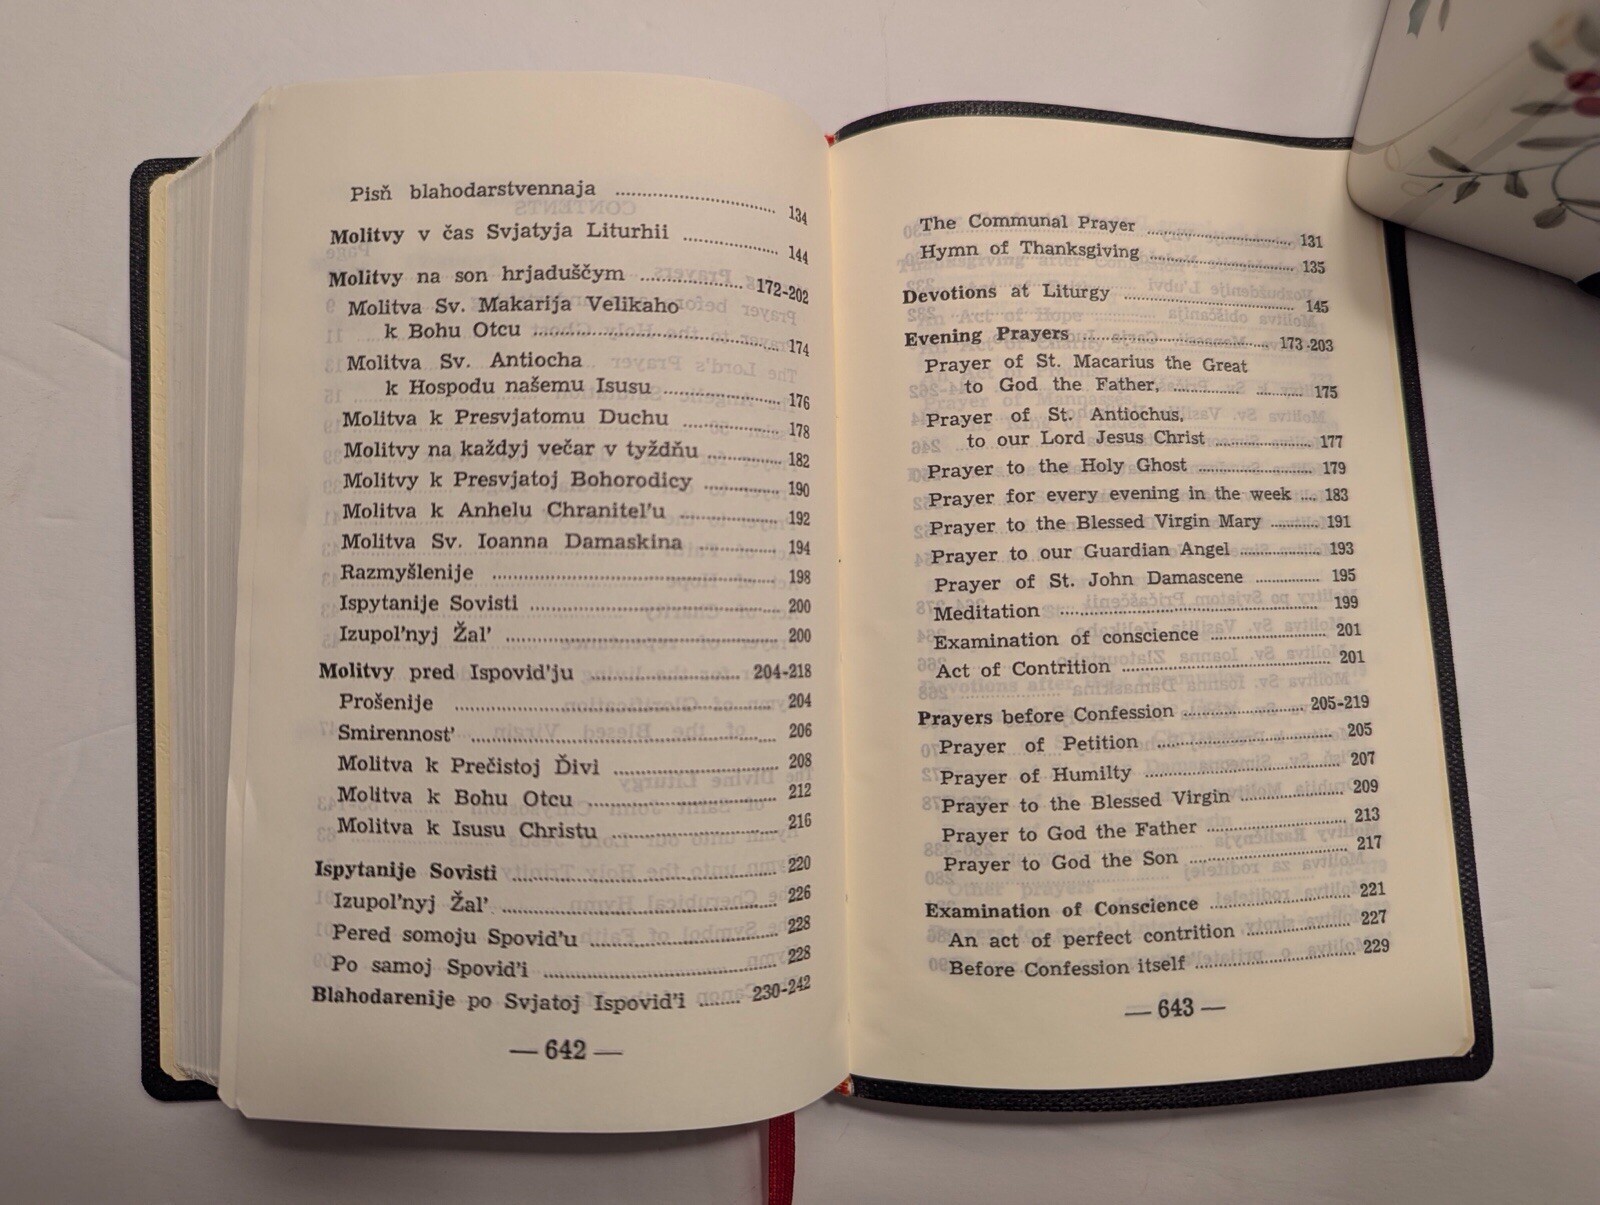 Pisň blahodarstvennaja ........ 134
Molitvy v čas Svjatyja Liturhii ........ 144
Molitvy na son hrjaduščym ........ 172-202
Molitva Sv. Makarija Velikaho
k Bohu Otcu ........ 174
Molitva Sv. Antiocha
k Hospodu našemu Isusu ........ 176
Molitva k Presvjatomu Duchu ........ 178
Molitvy na každyj večar v tyždňu ........ 182
Molitvy k Presvjatoj Bohorodicy ........ 190
Molitva k Anhelu Chranitel'u ........ 192
Molitva Sv. Ioanna Damaskina ........ 194
Razmyšlenije ........ 198
Ispytanije Sovisti ........ 200
Izupol'nyj Žal' ........ 200
Molitvy pred Ispovid'ju ........ 204-218
Prošenije ........ 204
Smirennost' ........ 206
Molitva k Prečistoj Ďivi ........ 208
Molitva k Bohu Otcu ........ 212
Molitva k Isusu Christu ........ 216
Ispytanije Sovisti ........ 220
Izupol'nyj Žal' ........ 226
Pered somoju Spovid'u ........ 228
Po samoj Spovid'i ........ 228
Blahodarenije po Svjatoj Ispovid'i ........ 230-242
— 642 —
The Communal Prayer ........ 131
Hymn of Thanksgiving ........ 135
Devotions at Liturgy ........ 145
Evening Prayers ........ 173-203
Prayer of St. Macarius the Great
to God the Father, ........ 175
Prayer of St. Antiochus,
to our Lord Jesus Christ ........ 177
Prayer to the Holy Ghost ........ 179
Prayer for every evening in the week .... 183
Prayer to the Blessed Virgin Mary ........ 191
Prayer to our Guardian Angel ........ 193
Prayer of St. John Damascene ........ 195
Meditation ........ 199
Examination of conscience ........ 201
Act of Contrition ........ 201
Prayers before Confession ........ 205-219
Prayer of Petition ........ 205
Prayer of Humilty ........ 207
Prayer to the Blessed Virgin ........ 209
Prayer to God the Father ........ 213
Prayer to God the Son ........ 217
Examination of Conscience ........ 221
An act of perfect contrition ........ 227
Before Confession itself ........ 229
— 643 —